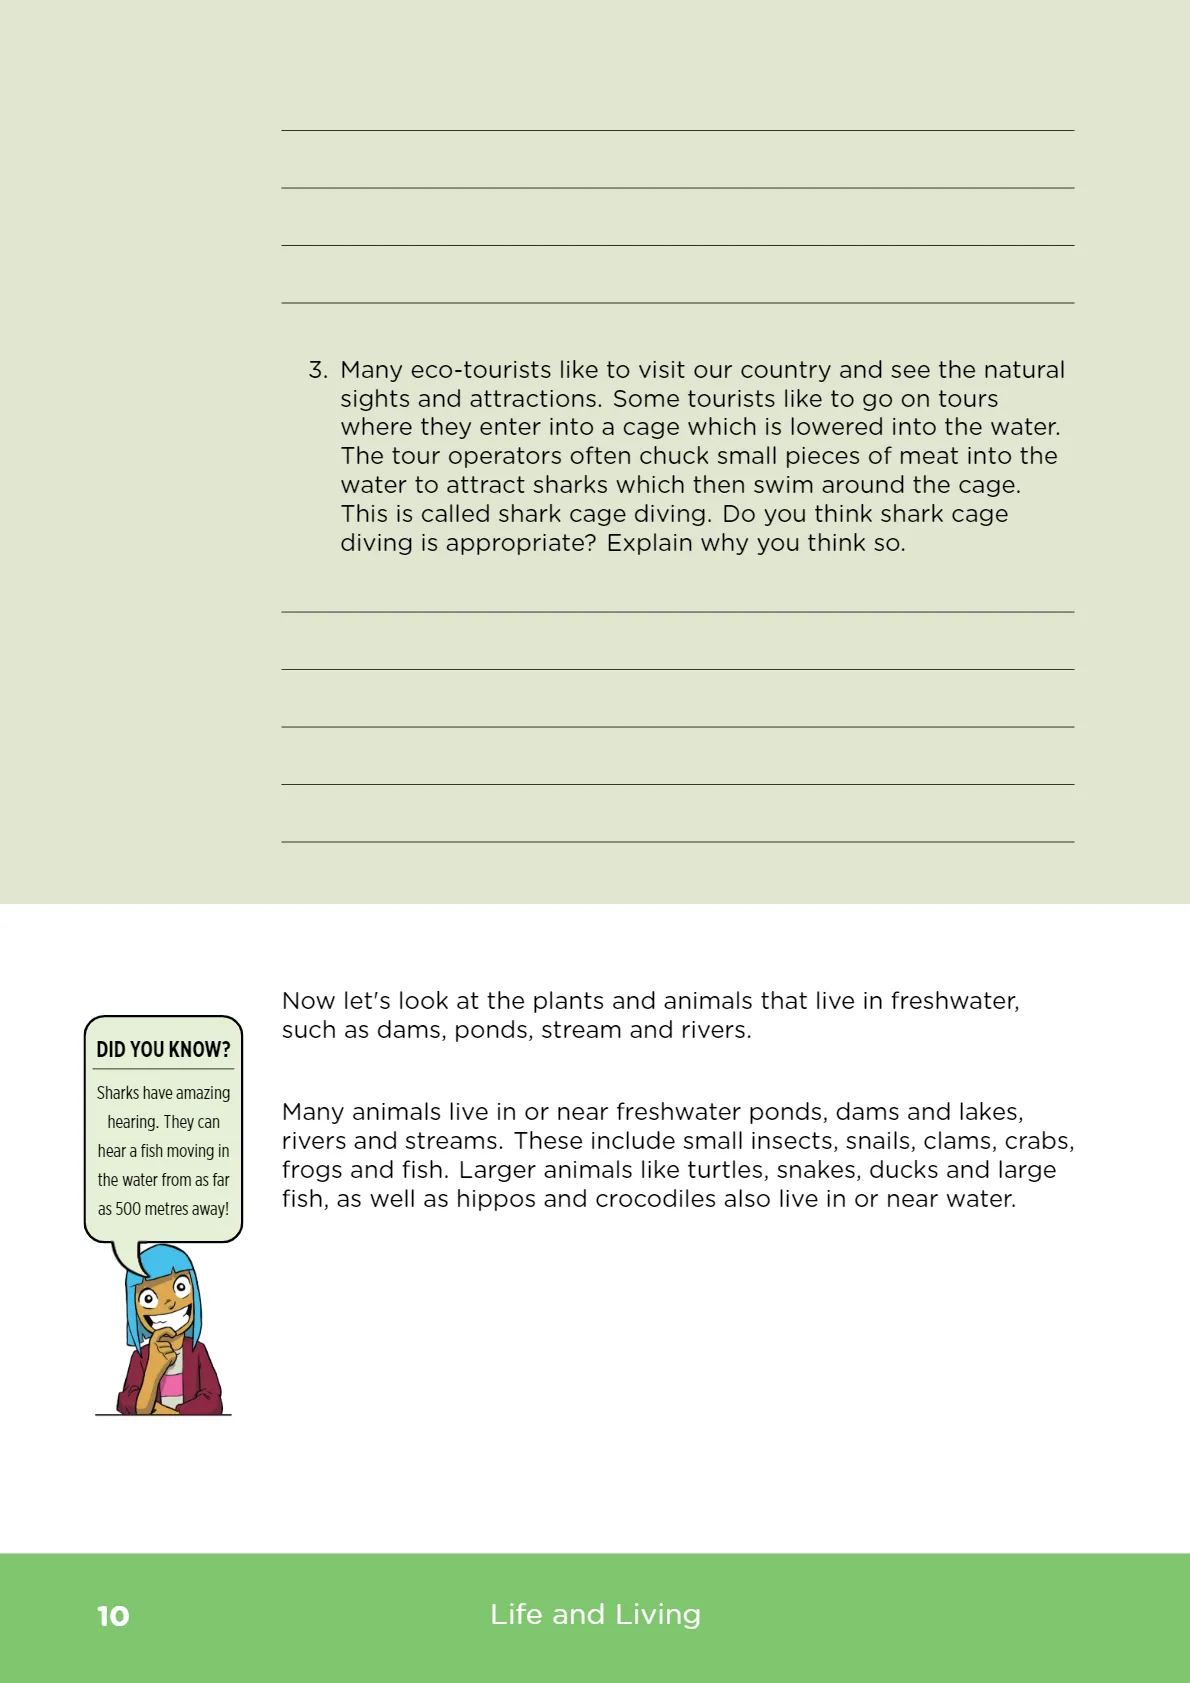 3. Many eco-tourists like to visit our country and see the natural
sights and attractions. Some tourists like to go on tours
where they enter into a cage which is lowered into the water.
The tour operators often chuck small pieces of meat into the
water to attract sharks which then swim around the cage.
This is called shark cage diving. Do you think shark cage
diving is appropriate? Explain why you think so.
Now let's look at the plants and animals that live in freshwater,
such as dams, ponds, stream and rivers.
DID YOU KNOW?
Sharks have amazing
hearing. They can
hear a fish moving in
the water from as far
as 500 metres away!
Many animals live in or near freshwater ponds, dams and lakes,
rivers and streams. These include small insects, snails, clams, crabs,
frogs and fish. Larger animals like turtles, snakes, ducks and large
fish, as well as hippos and crocodiles also live in or near water.
10
Life and Living